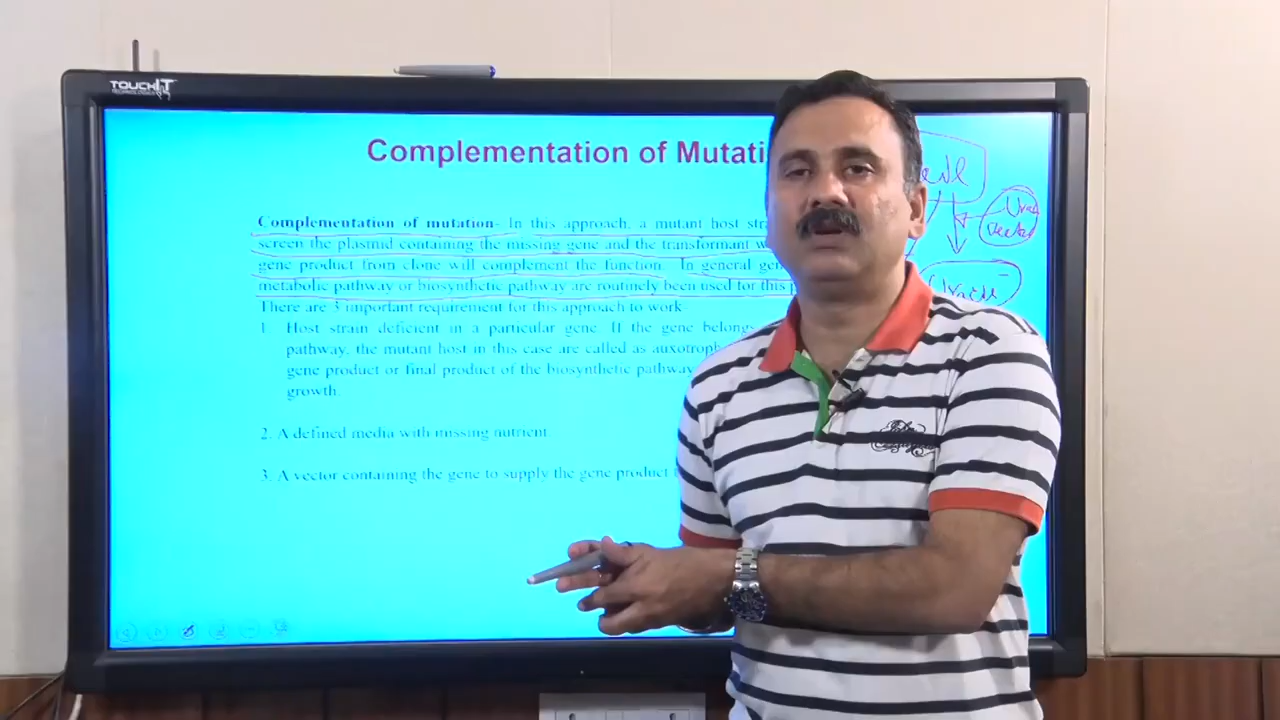 TOUCHIT
TECHNOLOGIES
Complementation of Mutati
Complementation of mutation- In this approach, a mutant host stra
screen the plastid containing the missing gene and the transformant w
gene product from clone will complement the function. In general gen
metabolic pathway or biosynthetic pathway are routinely been used for this p
There are 3 important requirement for this approach to work-
1 Host strain deficient in a particular gene. If the gene belongs
pathway, the mutant host in this case are called as auxotroph
gene product or final product of the biosynthetic pathway
growth.
2. A defined media with missing nutrient
3. A vector containing the gene to supply the gene product